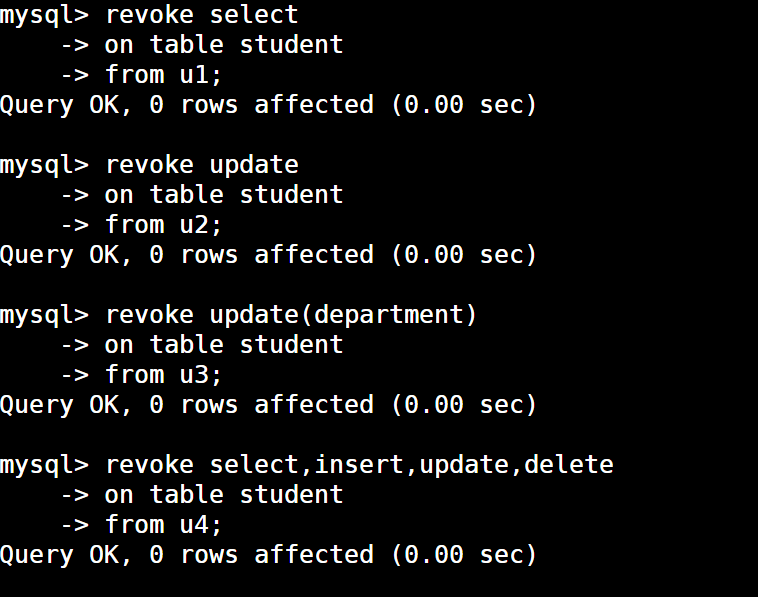 mysql> revoke select
    -> on table student
    -> from u1;
Query OK, 0 rows affected (0.00 sec)

mysql> revoke update
    -> on table student
    -> from u2;
Query OK, 0 rows affected (0.00 sec)

mysql> revoke update(department)
    -> on table student
    -> from u3;
Query OK, 0 rows affected (0.00 sec)

mysql> revoke select,insert,update,delete
    -> on table student
    -> from u4;
Query OK, 0 rows affected (0.00 sec)